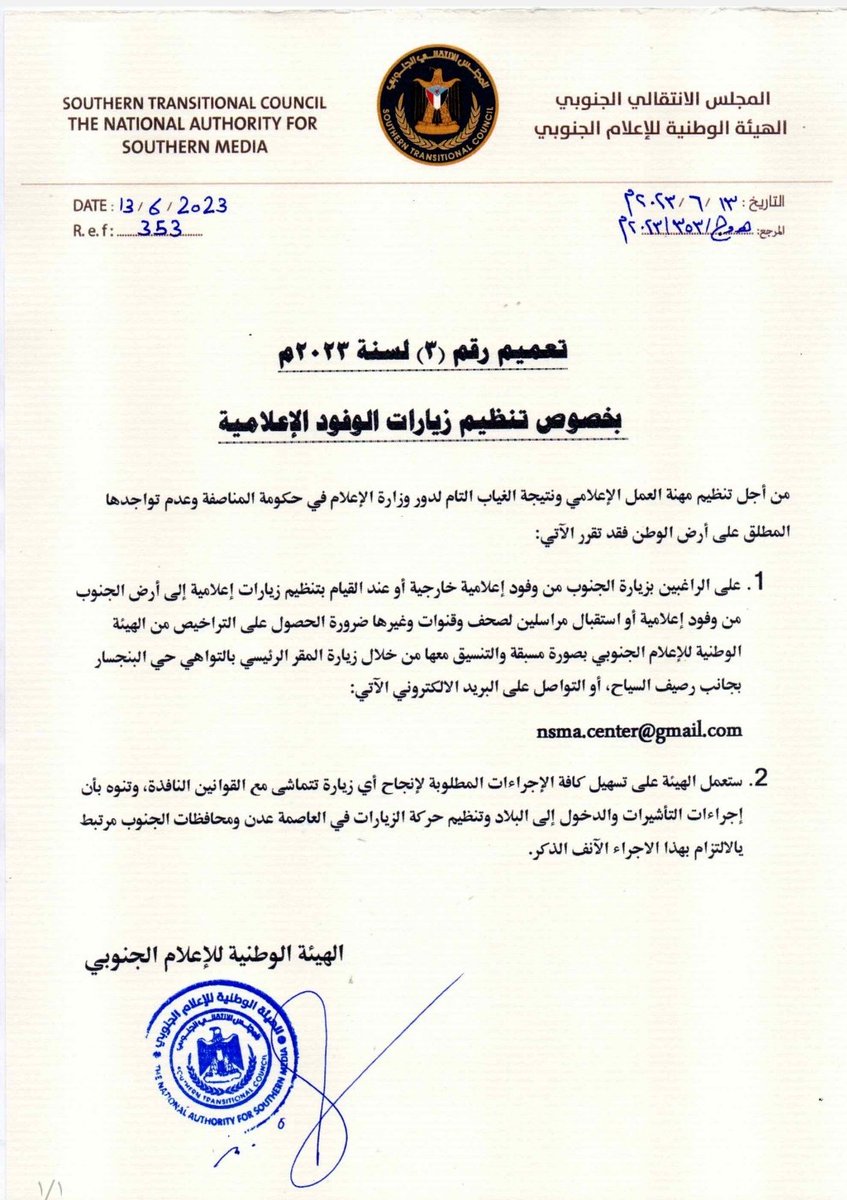 SOUTHERN TRANSITIONAL COUNCIL
THE NATIONAL AUTHORITY FOR
SOUTHERN MEDIA
المجلس الانتقالي الجنوبي
SOUTHERN TRANSITIONAL COUNCIL
المجلس الانتقالي الجنوبي
الهيئة الوطنية للإعلام الجنوبي
DATE : 13 / 6 / 2023
R.e.f : 353
التاريخ : ١٣ / ٦ / ٢٠٢٣م
المرجع: هـ و ج/٣٥٣/٢٠٢٣م
تعميم رقم (٣) لسنة ٢٠٢٣م
بخصوص تنظيم زيارات الوفود الإعلامية
من أجل تنظيم مهنة العمل الإعلامي ونتيجة الغياب التام لدور وزارة الإعلام في حكومة المناصفة وعدم تواجدها
المطلق على أرض الوطن فقد تقرر الآتي:
1. على الراغبين بزيارة الجنوب من وفود إعلامية خارجية أو عند القيام بتنظيم زيارات إعلامية إلى أرض الجنوب
من وفود إعلامية أو استقبال مراسلين لصحف وقنوات وغيرها ضرورة الحصول على التراخيص من الهيئة
الوطنية للإعلام الجنوبي بصورة مسبقة والتنسيق معها من خلال زيارة المقر الرئيسي بالتواهي حي البنجسار
بجانب رصيف السياح، أو التواصل على البريد الالكتروني الآتي:
nsma.center@gmail.com
2. ستعمل الهيئة على تسهيل كافة الإجراءات المطلوبة لإنجاح أي زيارة تتماشى مع القوانين النافذة، وتنوه بأن
إجراءات التأشيرات والدخول إلى البلاد وتنظيم حركة الزيارات في العاصمة عدن ومحافظات الجنوب مرتبط
يالالتزام بهذا الاجراء الآنف الذكر.
الهيئة الوطنية للإعلام الجنوبي
الهيئة الوطنية للإعلام الجنوبي
المجلس الانتقالي الجنوبي
SOUTHERN TRANSITIONAL COUNCIL
THE NATIONAL AUTHORITY FOR SOUTHERN MEDIA
١/١